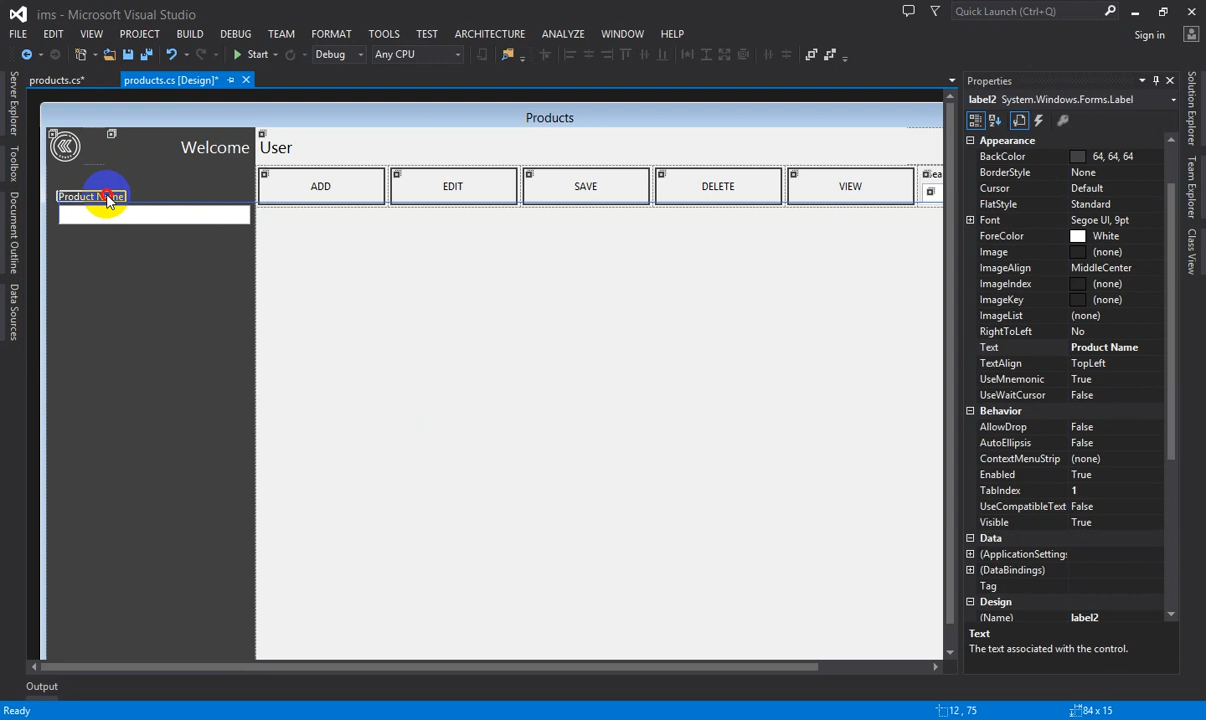 ims - Microsoft Visual Studio
Quick Launch (Ctrl+Q)
FILE EDIT VIEW PROJECT BUILD DEBUG TEAM FORMAT TOOLS TEST ARCHITECTURE ANALYZE WINDOW HELP
Sign in
Start Debug Any CPU
products.cs* products.cs [Design]*
Server Explorer
Toolbox
Document Outline
Data Sources
Products
Welcome User
Product Name
ADD EDIT SAVE DELETE VIEW
Properties
label2 System.Windows.Forms.Label
Appearance
BackColor 64, 64, 64
BorderStyle None
Cursor Default
FlatStyle Standard
Font Segoe UI, 9pt
ForeColor White
Image (none)
ImageAlign MiddleCenter
ImageIndex (none)
ImageKey (none)
ImageList (none)
RightToLeft No
Text Product Name
TextAlign TopLeft
UseMnemonic True
UseWaitCursor False
Behavior
AllowDrop False
AutoEllipsis False
ContextMenuStrip (none)
Enabled True
TabIndex 1
UseCompatibleText False
Visible True
Data
(ApplicationSettings
(DataBindings)
Tag
Design
(Name) label2
Text
The text associated with the control.
Solution Explorer
Team Explorer
Class View
Output
Ready 12 , 75 84 x 15